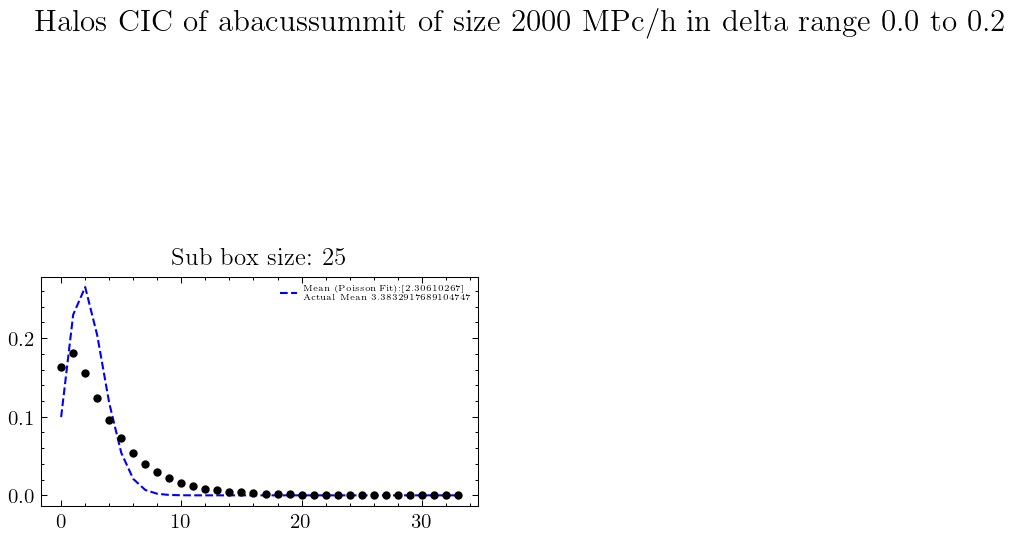 Halos CIC of abacussummit of size 2000 MPc/h in delta range 0.0 to 0.2
Sub box size: 25
Mean (Poisson Fit):[2.30610267]
Actual Mean 3.3832917689104747
0.2
0.1
0.0
0 10 20 30